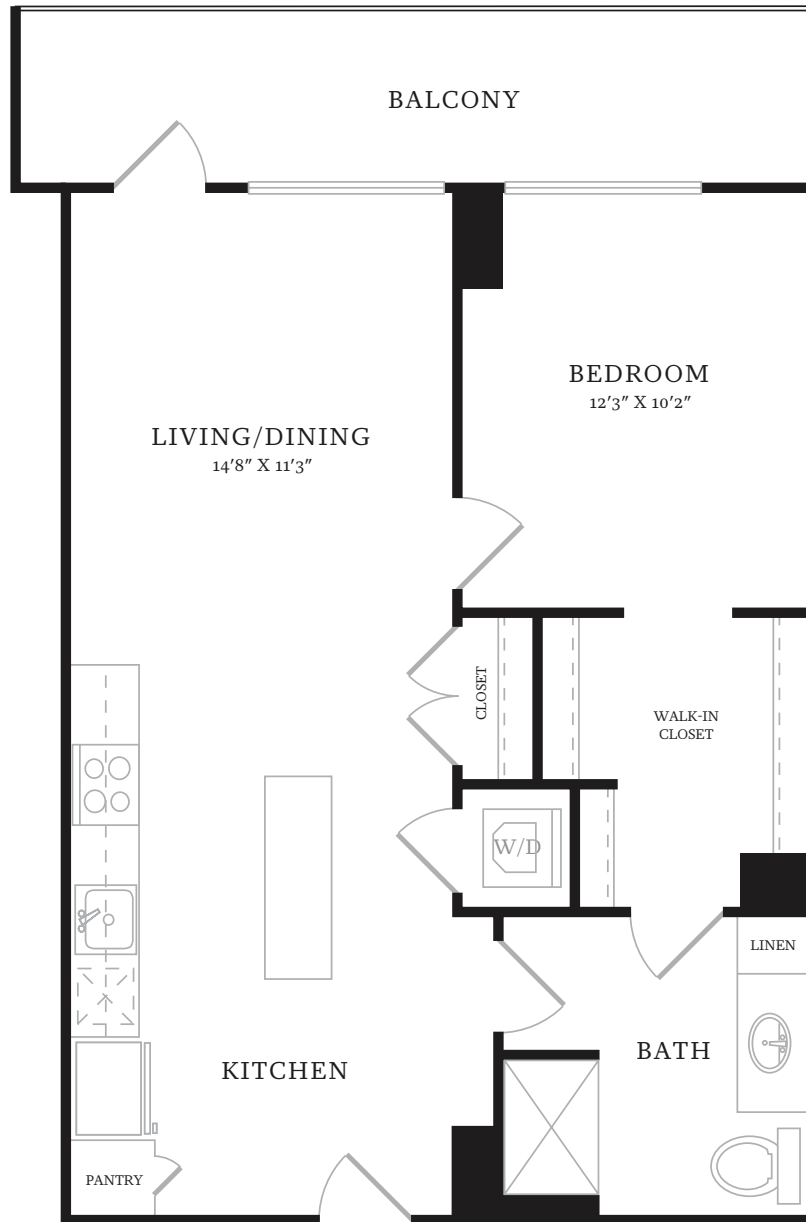 BALCONY
BEDROOM
12′3″ X 10′2″
LIVING/DINING
14′8″ X 11′3″
CLOSET
WALK-IN
CLOSET
W/D
LINEN
BATH
KITCHEN
PANTRY